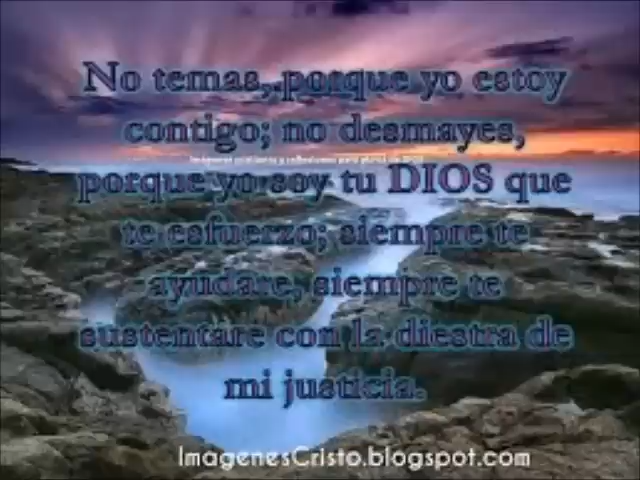 No temas, porque yo estoy
contigo; no desmayes,
porque yo soy tu DIOS que
te esfuerzo; siempre te
ayudare, siempre te
sustentare con la diestra de
mi justicia.
ImagenesCristo.blogspot.com